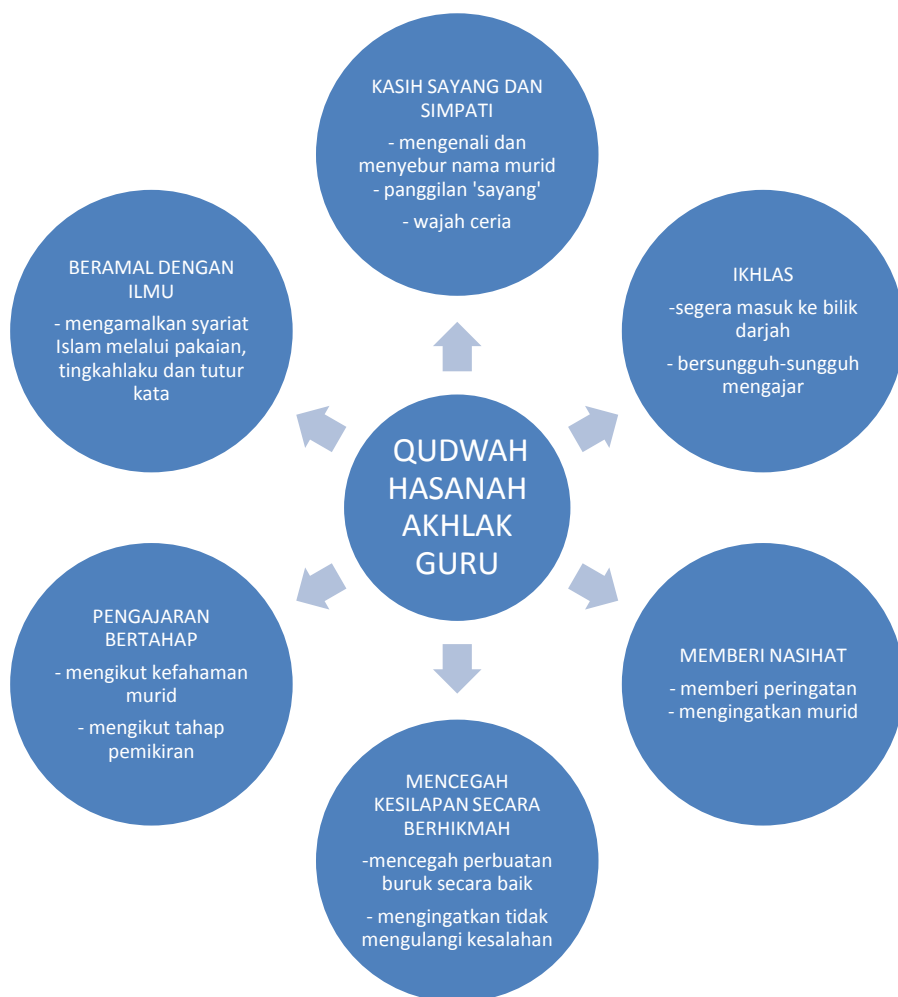 KASIH SAYANG DAN
SIMPATI
- mengenali dan
menyebur nama murid
- panggilan 'sayang'
- wajah ceria
BERAMAL DENGAN
ILMU
- mengamalkan syariat
Islam melalui pakaian,
tingkahlaku dan tutur
kata
IKHLAS
-segera masuk ke bilik
darjah
- bersungguh-sungguh
mengajar
QUDWAH
HASANAH
AKHLAK
GURU
PENGAJARAN
BERTAHAP
- mengikut kefahaman
murid
- mengikut tahap
pemikiran
MEMBERI NASIHAT
- memberi peringatan
- mengingatkan murid
MENCEGAH
KESILAPAN SECARA
BERHIKMAH
-mencegah perbuatan
buruk secara baik
- mengingatkan tidak
mengulangi kesalahan